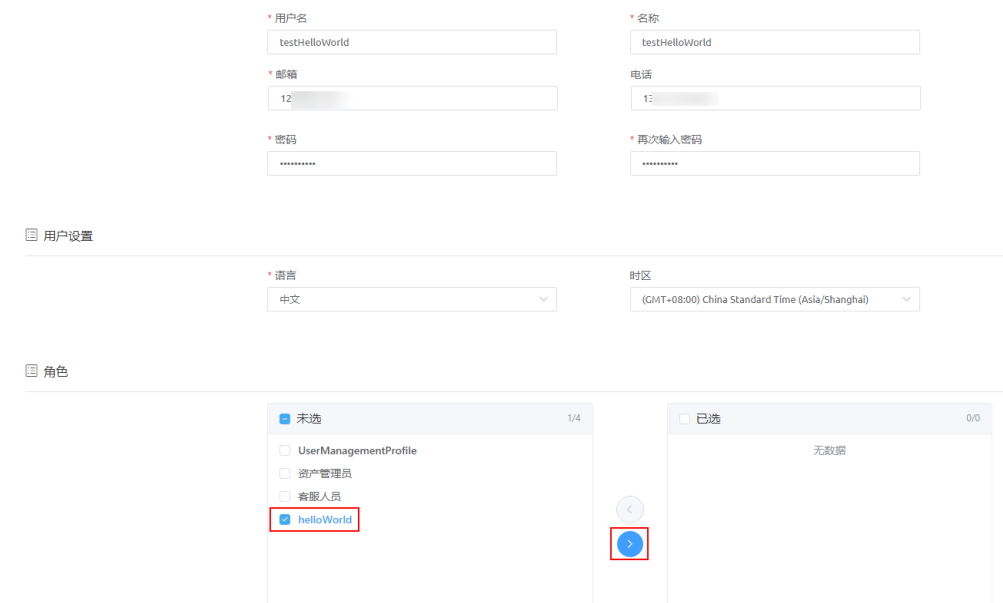 * 用户名
* 名称
testHelloWorld
testHelloWorld
* 邮箱
电话
12
13
* 密码
* 再次输入密码
••••••••••
••••••••••
用户设置
* 语言
时区
中文
(GMT+08:00) China Standard Time (Asia/Shanghai)
角色
未选
1/4
已选
0/0
UserManagementProfile
无数据
资产管理员
客服人员
helloWorld